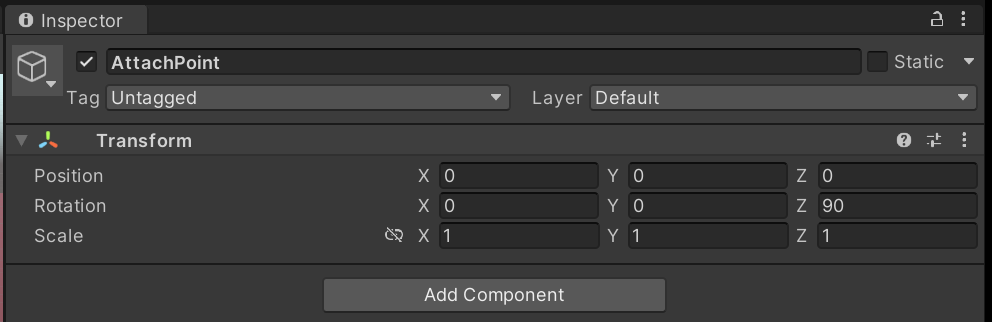 Inspector
AttachPoint Static
Tag Untagged Layer Default
Transform
Position X 0 Y 0 Z 0
Rotation X 0 Y 0 Z 90
Scale X 1 Y 1 Z 1
Add Component